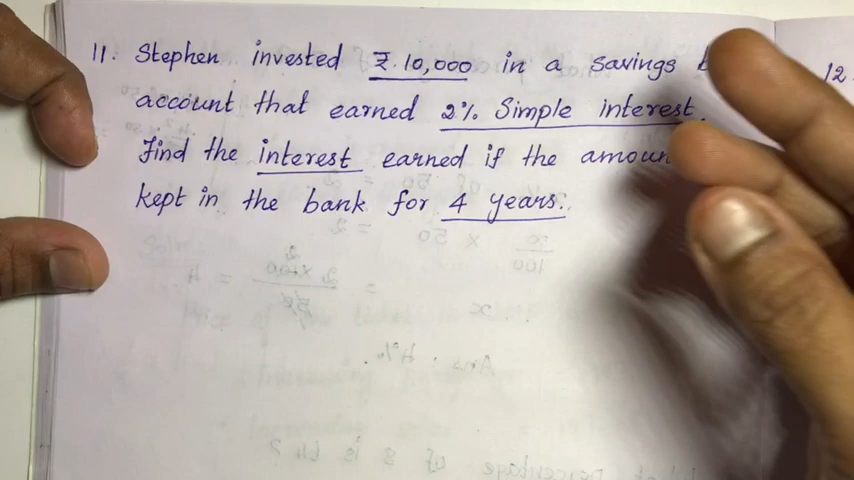 11. Stephen invested ₹.10,000 in a savings
account that earned 2% Simple interest.
Find the interest earned if the amoun
kept in the bank for 4 years.
12.